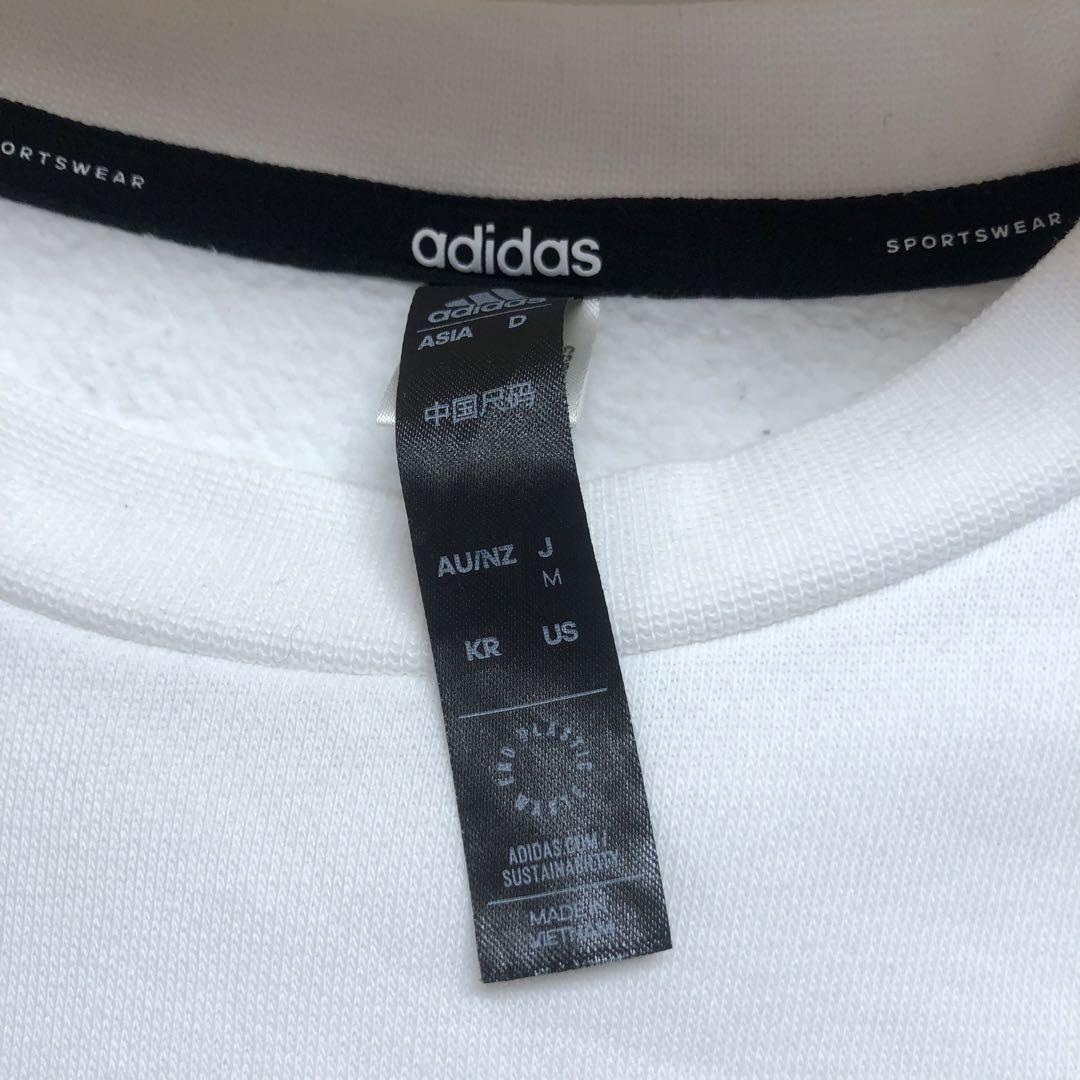 ORTSWEAR
adidas
SPORTSWEAR
adidas
ASIA D
中国尺码
AU/NZ J
M
KR US
END PLASTIC WASTE
ADIDAS.COM/
SUSTAINABILITY
MADE IN
VIETNAM